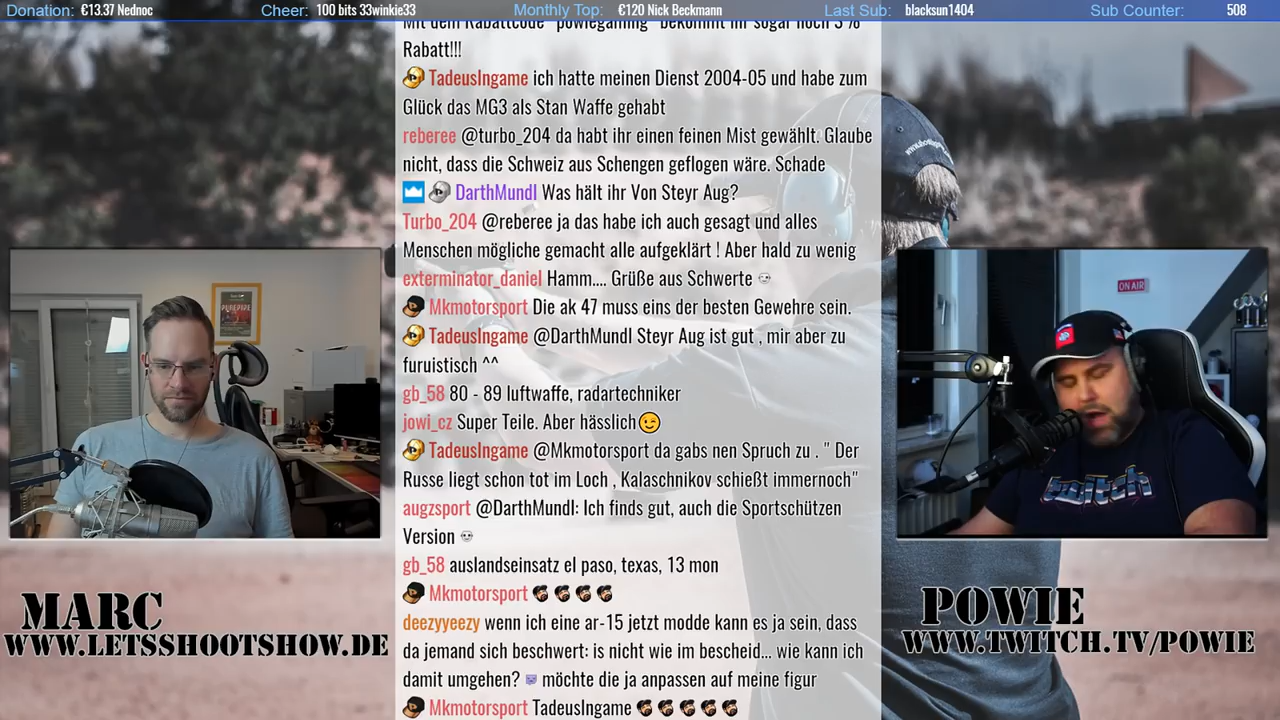 Donation: €13.37 Nednoc Cheer: 100 bits 33winkie33 Monthly Top: €120 Nick Beckmann Last Sub: blacksun1404 Sub Counter: 508
Mit dem Rabattcode "powiegaming" bekommt ihr sogar noch 5 %
Rabatt!!!
TadeusIngame ich hatte meinen Dienst 2004-05 und habe zum
Glück das MG3 als Stan Waffe gehabt
reberee @turbo_204 da habt ihr einen feinen Mist gewählt. Glaube
nicht, dass die Schweiz aus Schengen geflogen wäre. Schade
DarthMundl Was hält ihr Von Steyr Aug?
Turbo_204 @reberee ja das habe ich auch gesagt und alles
Menschen mögliche gemacht alle aufgeklärt ! Aber hald zu wenig
exterminator_daniel Hamm.... Grüße aus Schwerte
Mkmotorsport Die ak 47 muss eins der besten Gewehre sein.
TadeusIngame @DarthMundl Steyr Aug ist gut , mir aber zu
furuistisch ^^
gb_58 80 - 89 luftwaffe, radartechniker
jowi_cz Super Teile. Aber hässlich😉
TadeusIngame @Mkmotorsport da gabs nen Spruch zu . " Der
Russe liegt schon tot im Loch , Kalaschnikov schießt immernoch"
augzsport @DarthMundl: Ich finds gut, auch die Sportschützen
Version
gb_58 auslandseinsatz el paso, texas, 13 mon
Mkmotorsport
deezyyeezy wenn ich eine ar-15 jetzt modde kann es ja sein, dass
da jemand sich beschwert: is nicht wie im bescheid... wie kann ich
damit umgehen? möchte die ja anpassen auf meine figur
Mkmotorsport TadeusIngame
ON AIR
twitch
MARC
WWW.LETSSHOOTSHOW.DE
POWIE
WWW.TWITCH.TV/POWIE